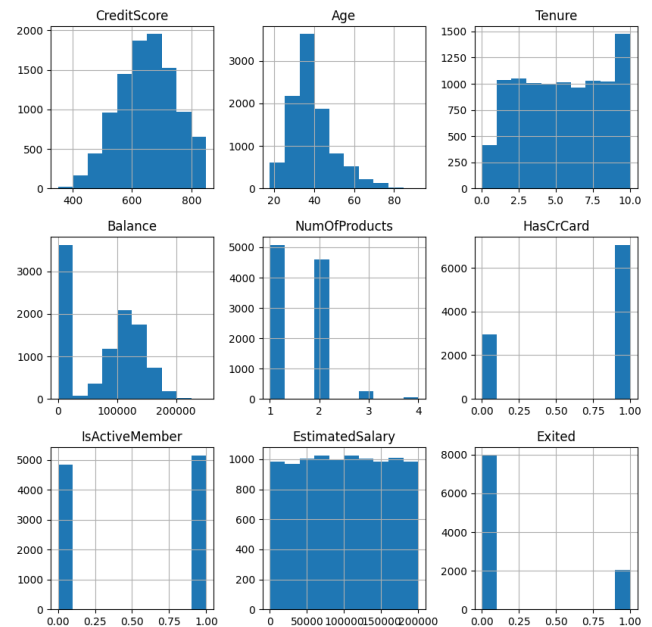 CreditScore
2000
1500
1000
500
0
400 600 800
Age
3000
2000
1000
0
20 40 60 80
Tenure
1500
1250
1000
750
500
250
0
0.0 2.5 5.0 7.5 10.0
Balance
3000
2000
1000
0
0 100000 200000
NumOfProducts
5000
4000
3000
2000
1000
0
1 2 3 4
HasCrCard
6000
4000
2000
0
0.00 0.25 0.50 0.75 1.00
IsActiveMember
5000
4000
3000
2000
1000
0
0.00 0.25 0.50 0.75 1.00
EstimatedSalary
1000
800
600
400
200
0
0 50000 100000 150000 200000
Exited
8000
6000
4000
2000
0
0.00 0.25 0.50 0.75 1.00